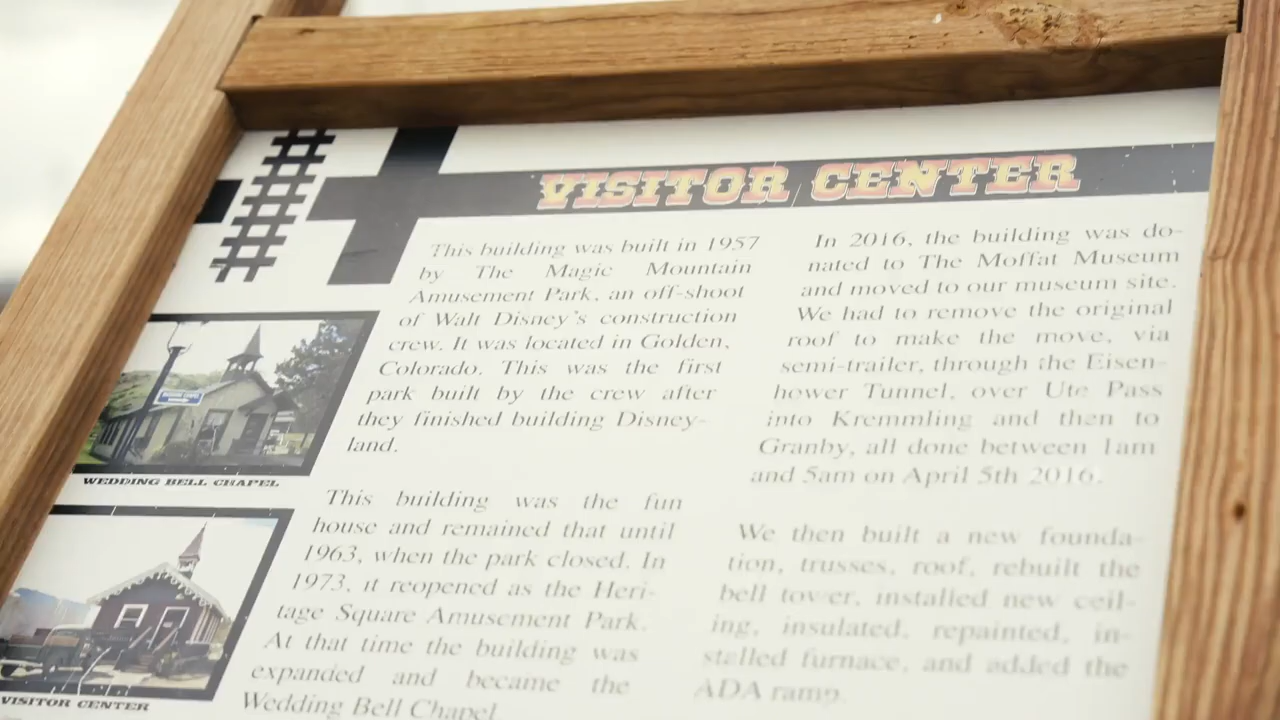 VISITOR CENTER
This building was built in 1957
by The Magic Mountain
Amusement Park, an off-shoot
of Walt Disney's construction
crew. It was located in Golden,
Colorado. This was the first
park built by the crew after
they finished building Disney-
land.
This building was the fun
house and remained that until
1963, when the park closed. In
1973, it reopened as the Heri-
tage Square Amusement Park.
At that time the building was
expanded and became the
Wedding Bell Chapel.
In 2016, the building was do-
nated to The Moffat Museum
and moved to our museum site.
We had to remove the original
roof to make the move, via
semi-trailer, through the Eisen-
hower Tunnel, over Ute Pass
into Kremmling and then to
Granby, all done between 1am
and 5am on April 5th 2016.
We then built a new founda-
tion, trusses, roof, rebuilt the
bell tower, installed new ceil-
ing, insulated, repainted, in-
stalled furnace, and added the
ADA ramp.
WEDDING BELL CHAPEL
VISITOR CENTER